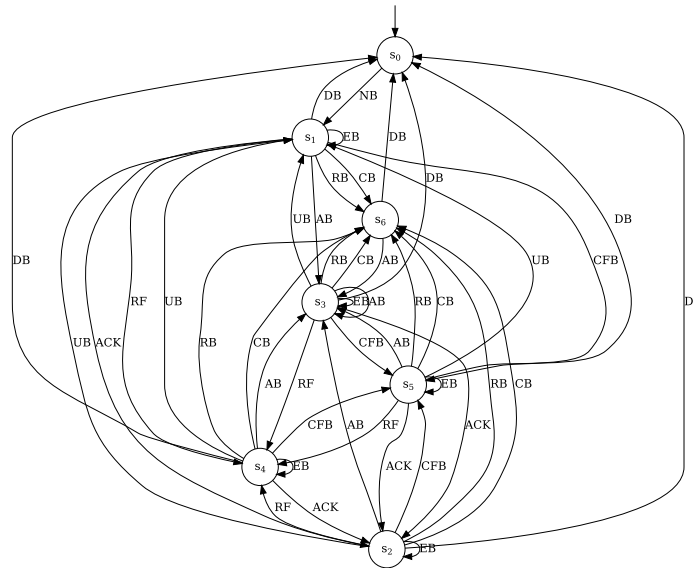 s0
DB NB
s1 EB
RB CB
DB
s6
DB
UB AB
DB
UB
CFB
RB CB AB
DB
RF UB
s3 EB AB
D
UB ACK
RB
CB
CFB AB
RB CB
s5 EB
AB RF
CFB
RF
AB
ACK
RB CB
s4 EB
ACK CFB
RF ACK
s2 EB